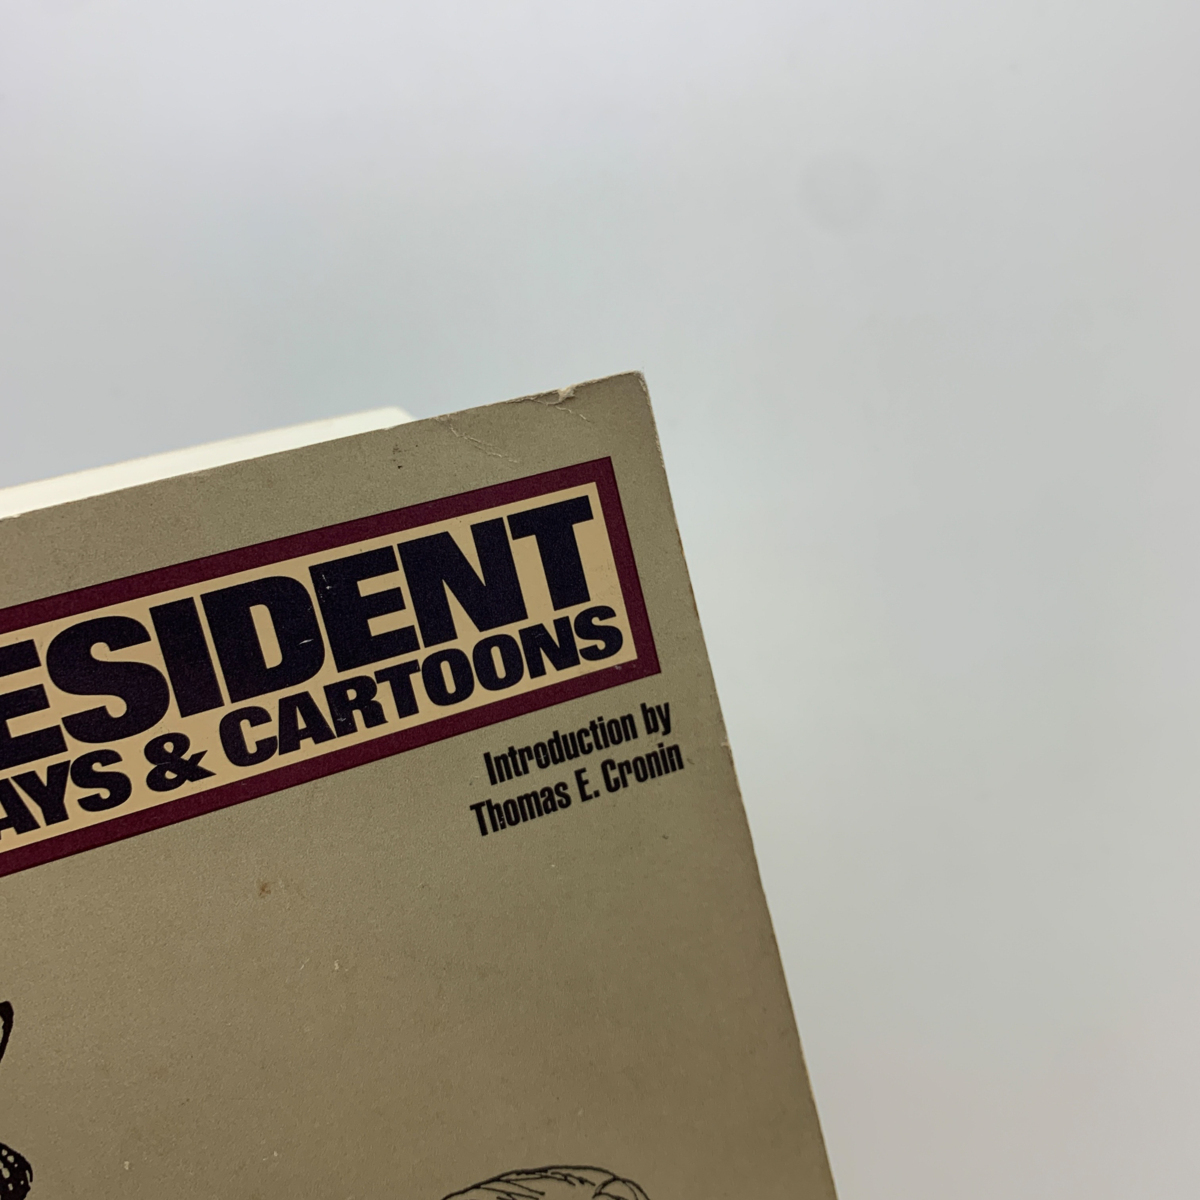 ESIDENT
AYS & CARTOONS
Introduction by
Thomas E. Cronin